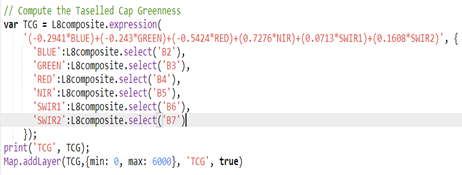 // Compute the Taselled Cap Greenness
var TCG = L8composite.expression(
'(-0.2941*BLUE)+(-0.243*GREEN)+(-0.5424*RED)+(0.7276*NIR)+(0.0713*SWIR1)+(0.1608*SWIR2)', {
'BLUE':L8composite.select('B2'),
'GREEN':L8composite.select('B3'),
'RED':L8composite.select('B4'),
'NIR':L8composite.select('B5'),
'SWIR1':L8composite.select('B6'),
'SWIR2':L8composite.select('B7')
});
print('TCG', TCG);
Map.addLayer(TCG,{min: 0, max: 6000}, 'TCG', true)